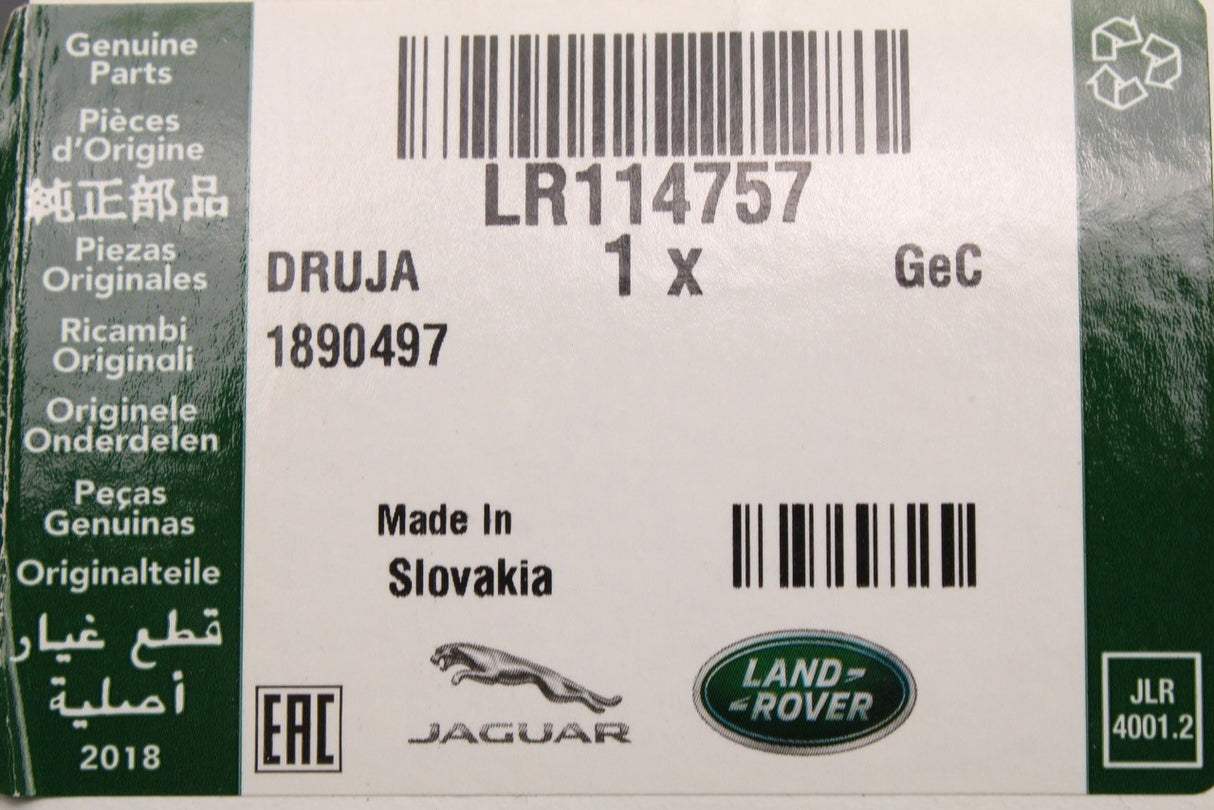 Genuine
Parts
Pièces
d'Origine
純正部品
Piezas
Originales
Ricambi
Originali
Originele
Onderdelen
Peças
Genuinas
Originalteile
قطع غيار
أصلية
2018
LR114757
DRUJA 1 x GeC
1890497
Made In
Slovakia
EAC
JAGUAR
LAND-
-ROVER
JLR
4001.2